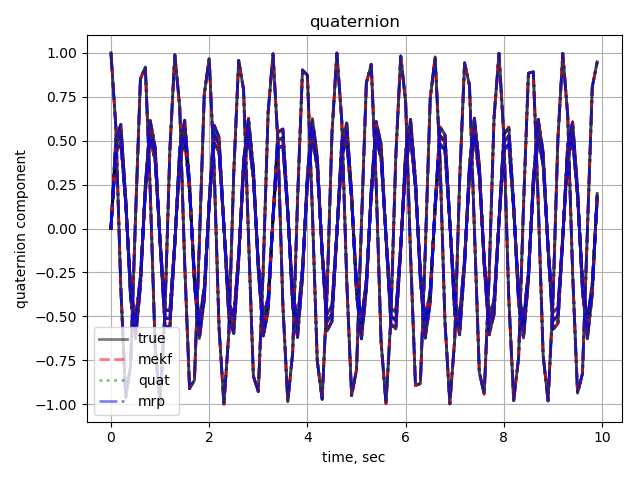 quaternion
quaternion component
1.00
0.75
0.50
0.25
0.00
−0.25
−0.50
−0.75
−1.00
true
mekf
quat
mrp
0
2
4
6
8
10
time, sec